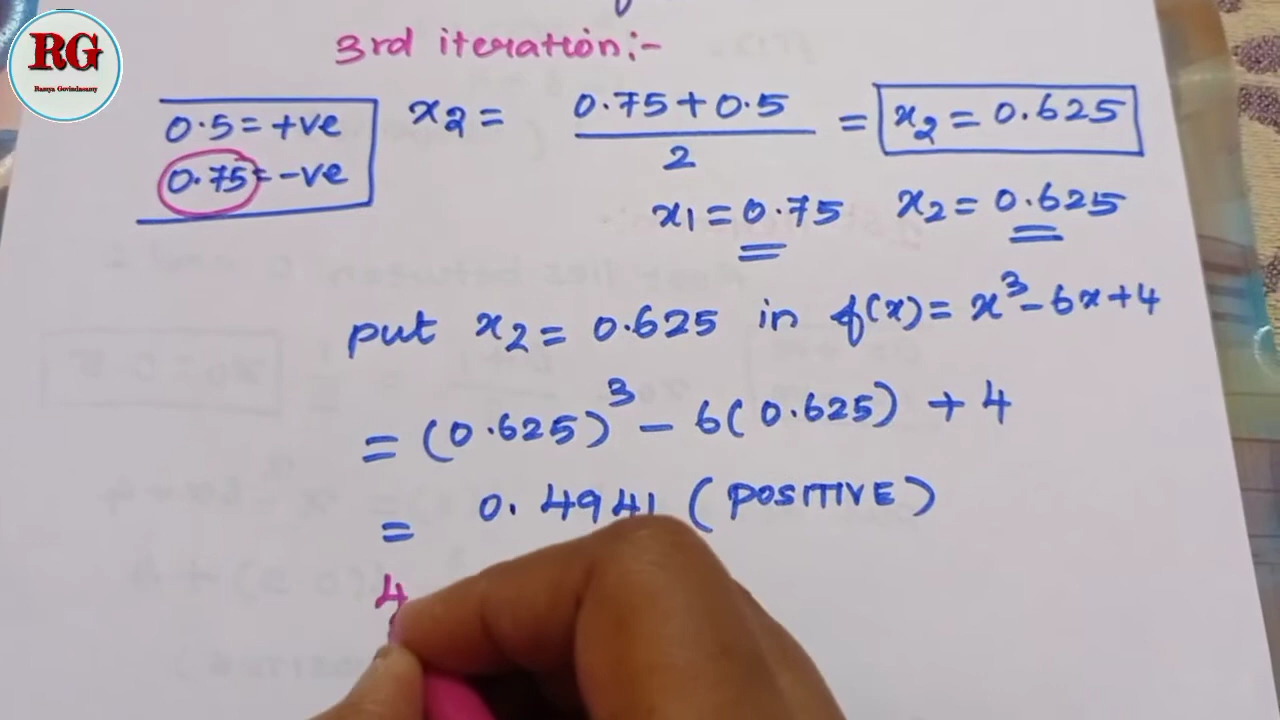 RG
Ramya Govindasamy
3rd iteration:-
0.5 = +ve
0.75 = -ve
x₂ = (0.75 + 0.5)/2 = x₂ = 0.625
x₁ = 0.75 x₂ = 0.625
put x₂ = 0.625 in f(x) = x³ - 6x + 4
= (0.625)³ - 6(0.625) + 4
= 0.4941 (POSITIVE)
4